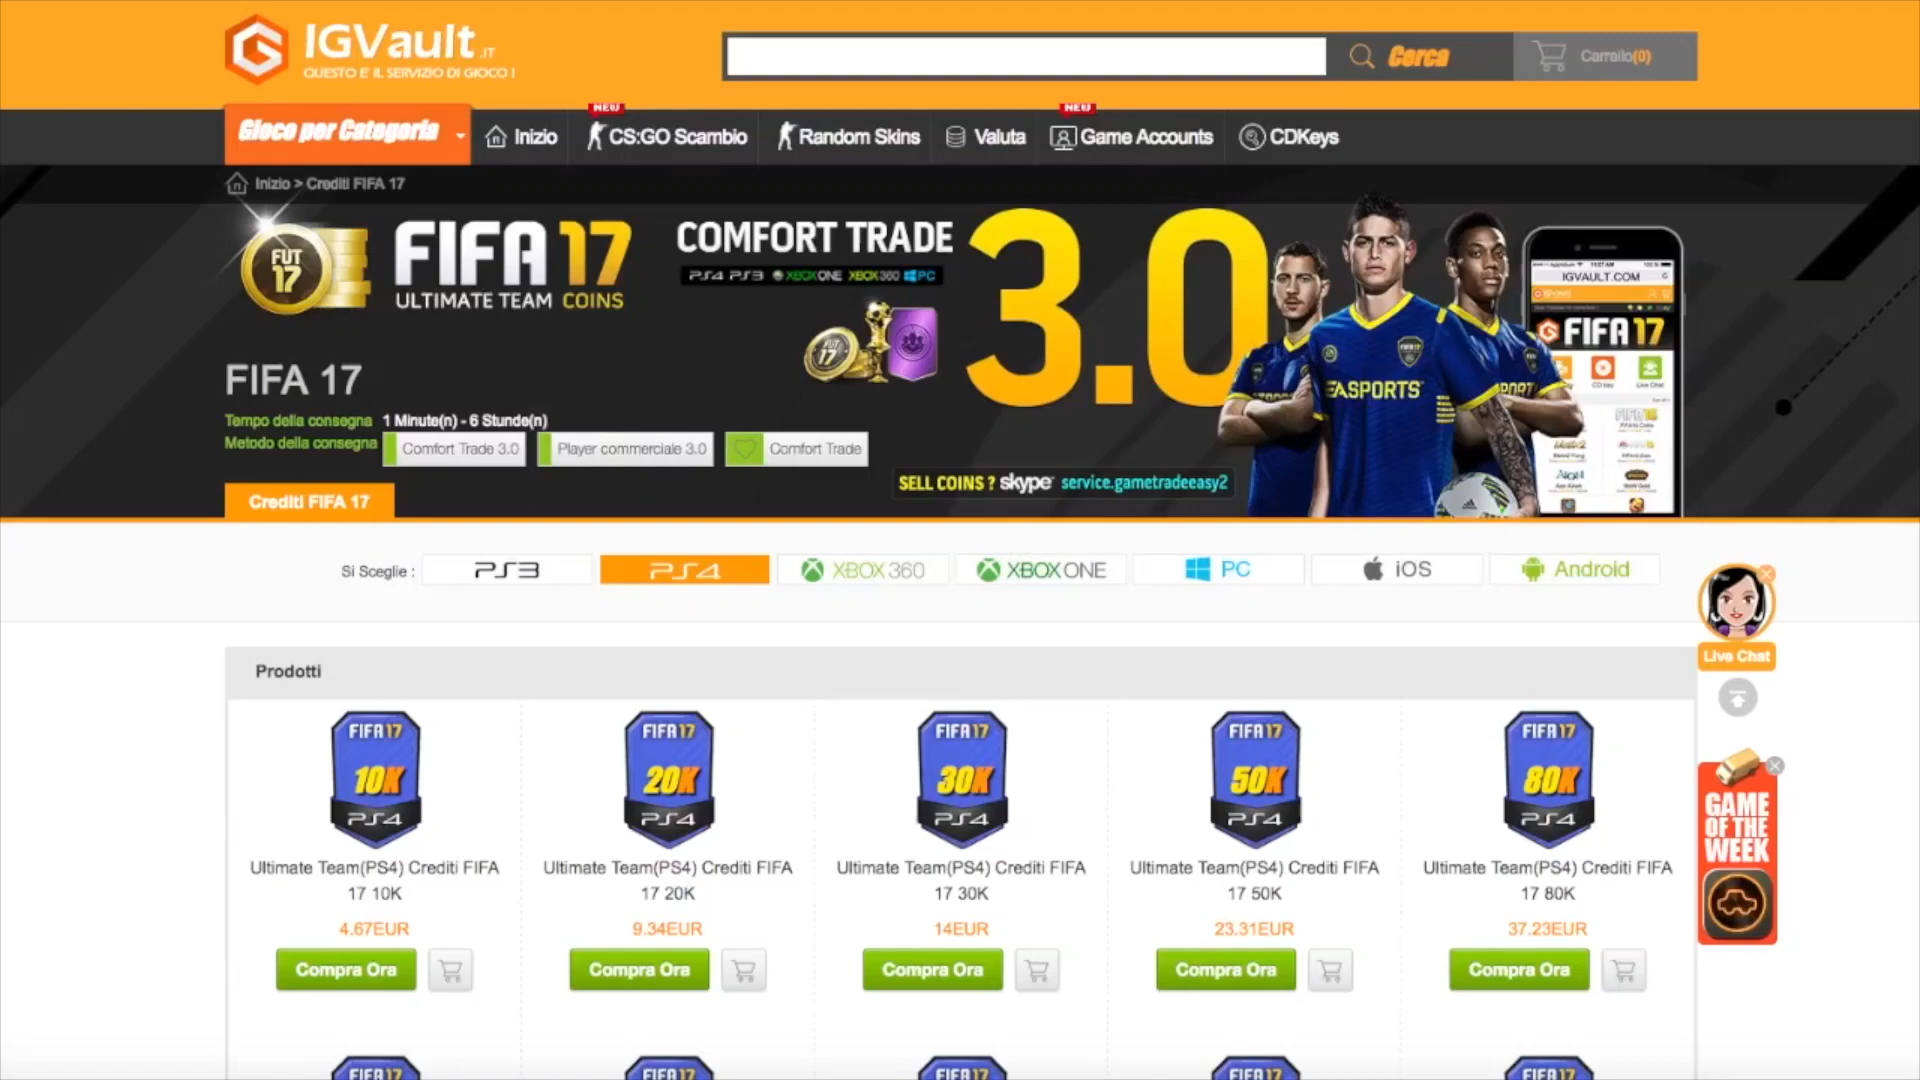 IGVault.IT
QUESTO E' IL SERVIZIO DI GIOCO !
Cerca
Carrello(0)
Gioco per Categoria
Inizio
NEW
CS:GO Scambio
Random Skins
Valuta
NEW
Game Accounts
CDKeys
Inizio > Crediti FIFA 17
FUT 17
FIFA 17
ULTIMATE TEAM COINS
COMFORT TRADE
PS4 PS3 XBOXONE XBOX360 PC
3.0
FUT 17
EA SPORTS
IGVAULT.COM
FIFA 17
CD key
Live Chat
FIFA 17
Tempo della consegna 1 Minute(n) - 6 Stunde(n)
Metodo della consegna
Comfort Trade 3.0
Player commerciale 3.0
Comfort Trade
SELL COINS ? skype service.gametradeeasy2
Crediti FIFA 17
Si Sceglie :
PS3
PS4
XBOX 360
XBOX ONE
PC
iOS
Android
Live Chat
Prodotti
FIFA 17
10K
PS4
FIFA 17
20K
PS4
FIFA 17
30K
PS4
FIFA 17
50K
PS4
FIFA 17
80K
PS4
GAME
OF THE
WEEK
Ultimate Team(PS4) Crediti FIFA
17 10K
4.67EUR
Compra Ora
Ultimate Team(PS4) Crediti FIFA
17 20K
9.34EUR
Compra Ora
Ultimate Team(PS4) Crediti FIFA
17 30K
14EUR
Compra Ora
Ultimate Team(PS4) Crediti FIFA
17 50K
23.31EUR
Compra Ora
Ultimate Team(PS4) Crediti FIFA
17 80K
37.23EUR
Compra Ora
FIFA 17
FIFA 17
FIFA 17
FIFA 17
FIFA 17